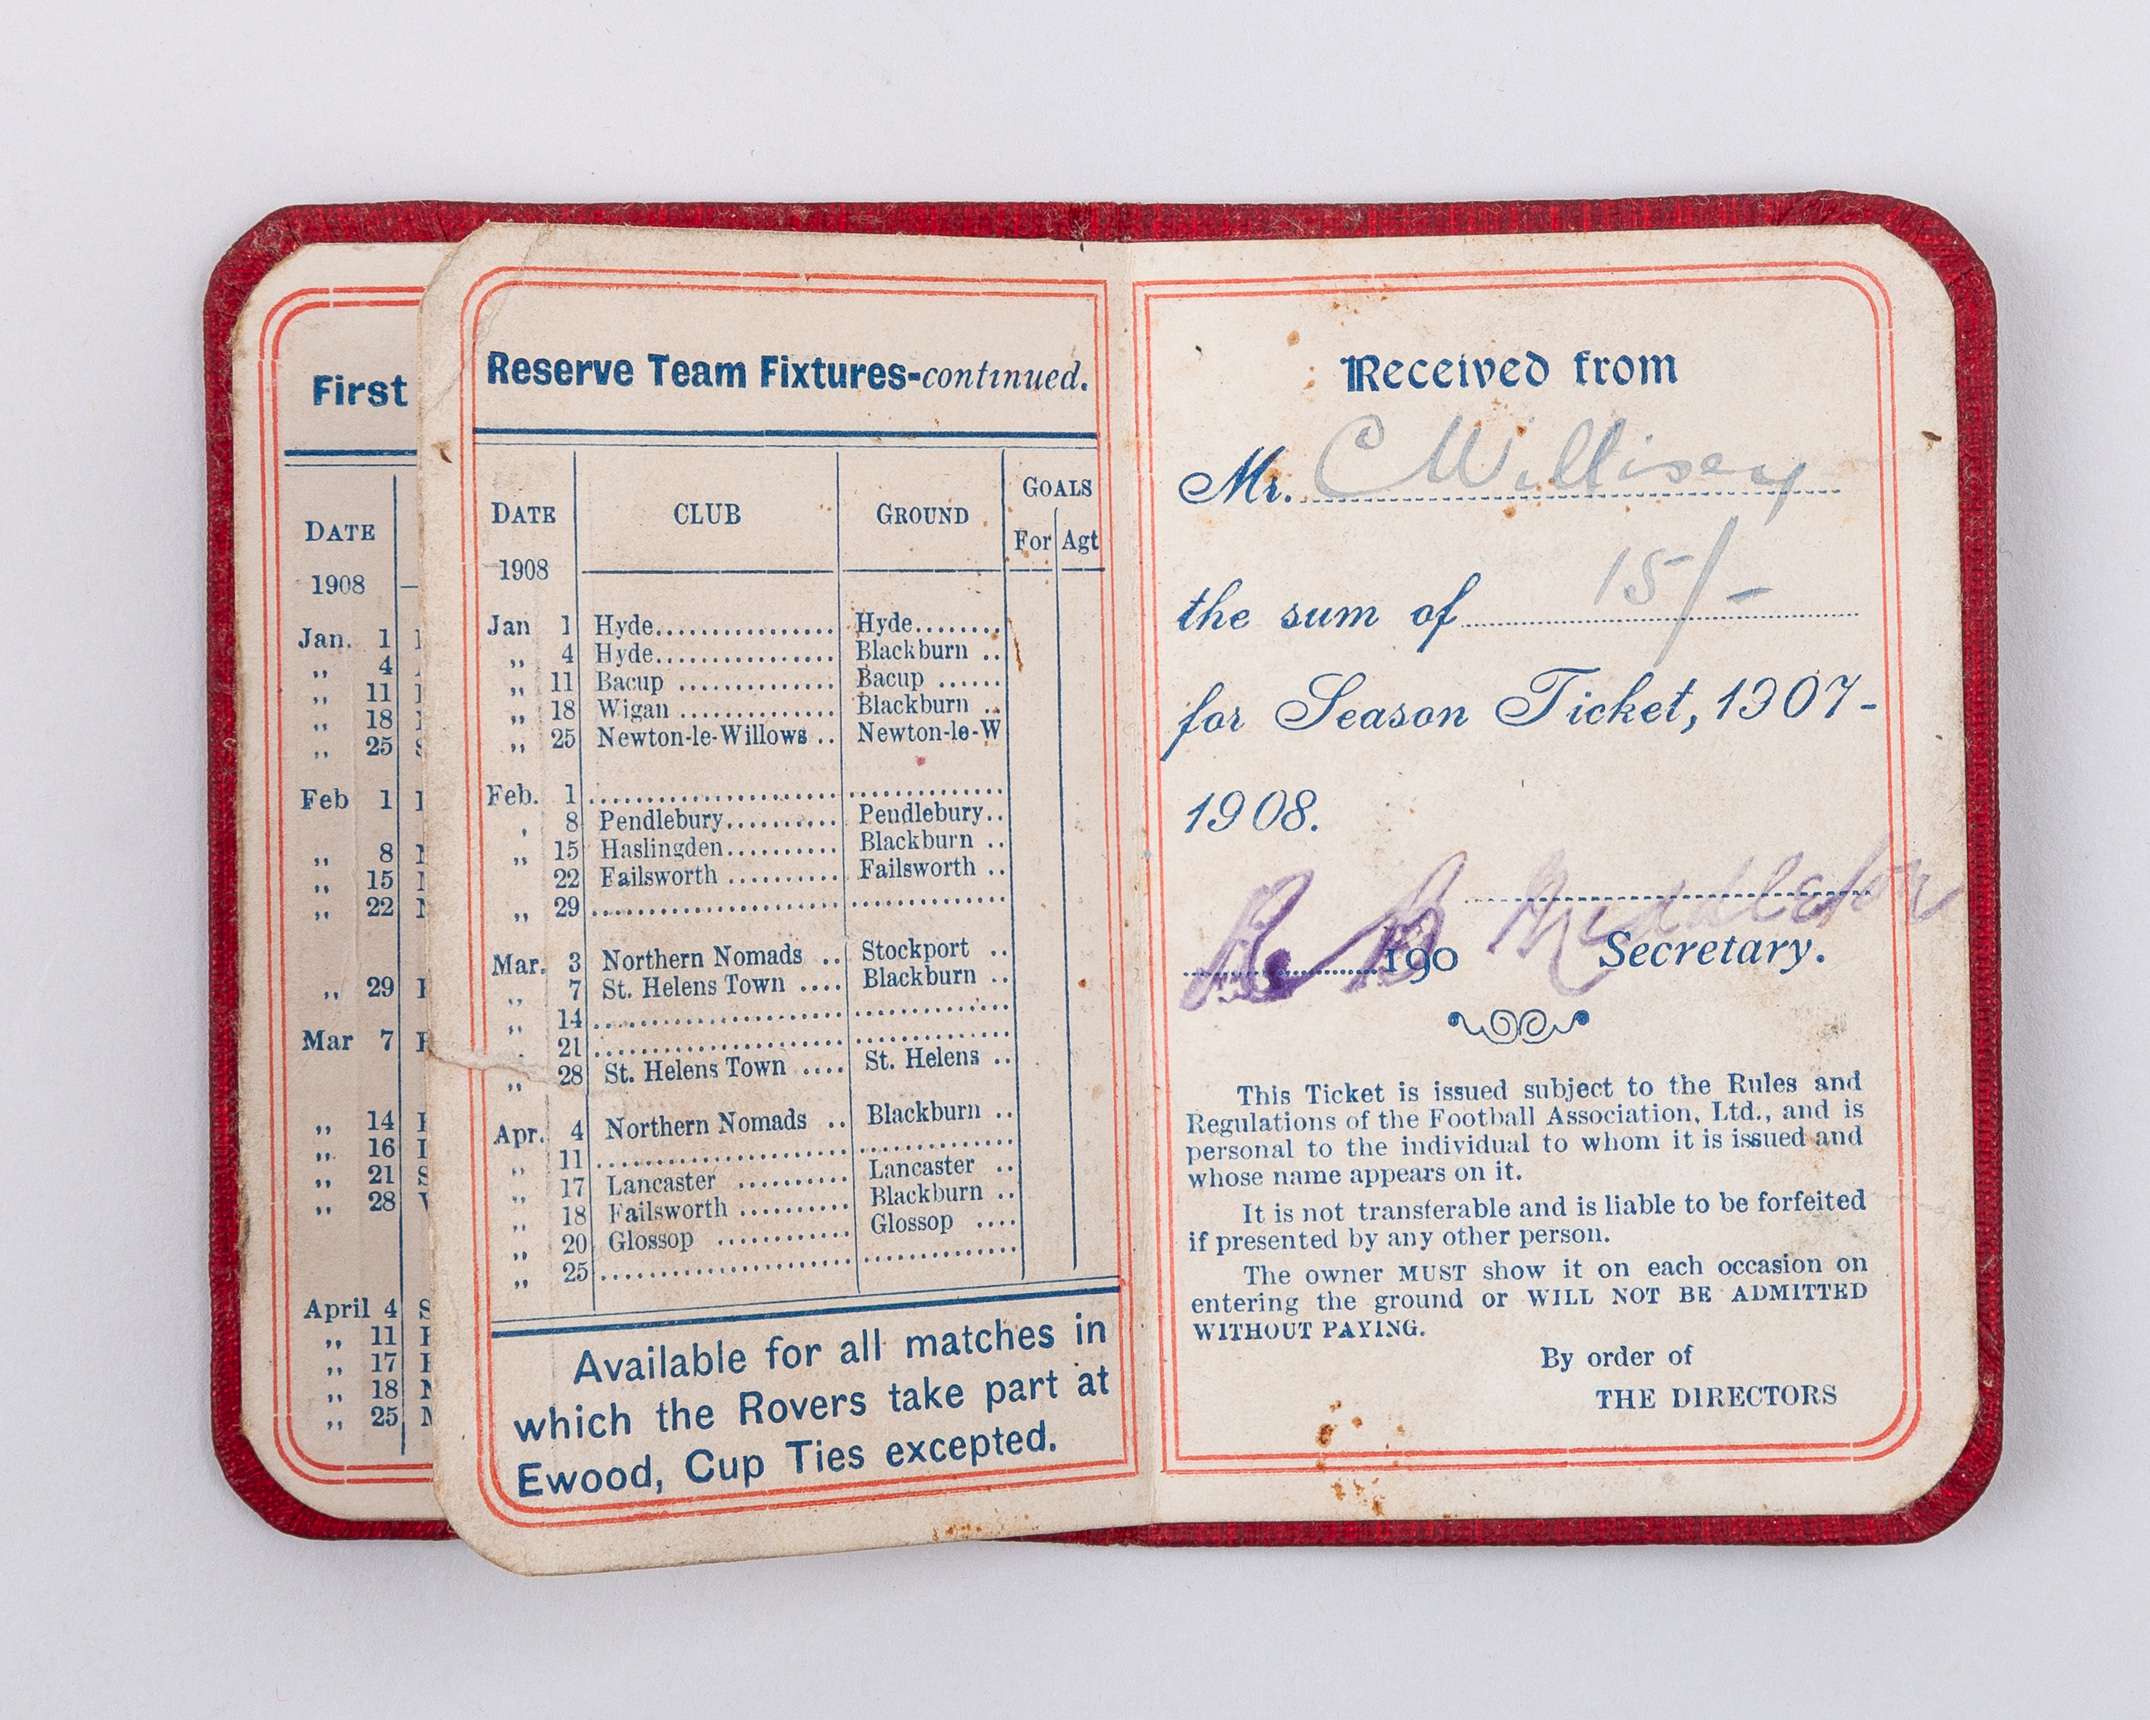 First
DATE
1908
Jan. 1
,, 4
,, 11
,, 18
,, 25
Feb 1
,, 8
,, 15
,, 22
,, 29
Mar 7
,, 14
,, 16
,, 21
,, 28
April 4
,, 11
,, 17
,, 18
,, 25
Reserve Team Fixtures-continued.
DATE CLUB GROUND GOALS
For Agt
1908
Jan 1 Hyde................ Hyde........
,, 4 Hyde................ Blackburn ..
,, 11 Bacup .............. Bacup ......
,, 18 Wigan .............. Blackburn ..
,, 25 Newton-le-Willows .. Newton-le-W
Feb. 1 ...................... ..............
, 8 Pendlebury.......... Pendlebury..
,, 15 Haslingden.......... Blackburn ..
22 Failsworth .......... Failsworth ..
,, 29 ...................... ..............
Mar. 3 Northern Nomads .. Stockport ..
,, 7 St. Helens Town .... Blackburn ..
,, 14 ...................... ..............
. 21 ...................... ..............
,, 28 St. Helens Town .... St. Helens ..
Apr. 4 Northern Nomads .. Blackburn ..
,, 11 ...................... ..............
,, 17 Lancaster .......... Lancaster ..
,, 18 Failsworth .......... Blackburn ..
,, 20 Glossop ............ Glossop ....
,, 25 ...................... ..............
Available for all matches in
which the Rovers take part at
Ewood, Cup Ties excepted.
Received from
Mr. C Willisey
the sum of 15/-
for Season Ticket, 1907-
1908.
R B Middleton
190 Secretary.
This Ticket is issued subject to the Rules and
Regulations of the Football Association, Ltd., and is
personal to the individual to whom it is issued and
whose name appears on it.
It is not transferable and is liable to be forfeited
if presented by any other person.
The owner MUST show it on each occasion on
entering the ground or WILL NOT BE ADMITTED
WITHOUT PAYING.
By order of
THE DIRECTORS